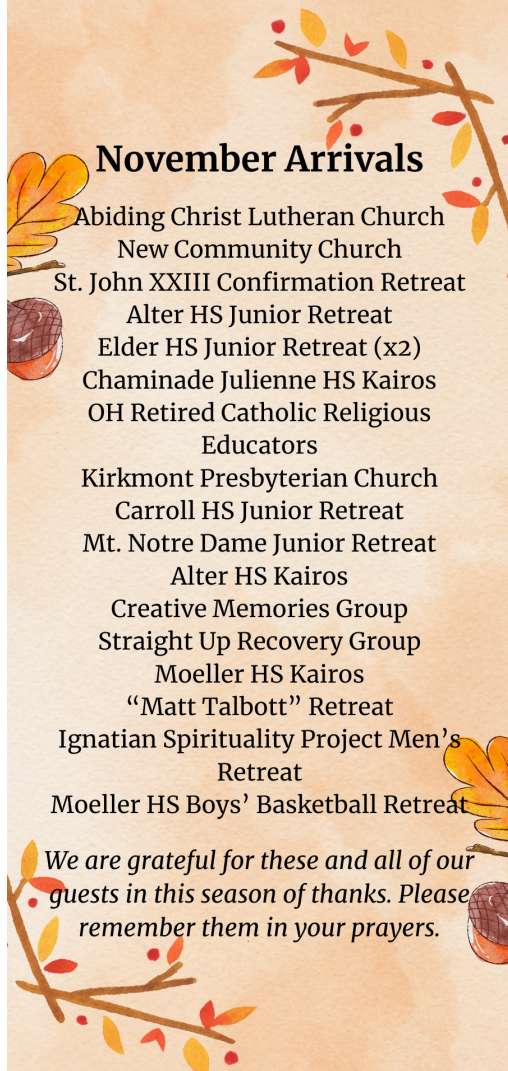 November Arrivals
Abiding Christ Lutheran Church
New Community Church
St. John XXIII Confirmation Retreat
Alter HS Junior Retreat
Elder HS Junior Retreat (x2)
Chaminade Julienne HS Kairos
OH Retired Catholic Religious
Educators
Kirkmont Presbyterian Church
Carroll HS Junior Retreat
Mt. Notre Dame Junior Retreat
Alter HS Kairos
Creative Memories Group
Straight Up Recovery Group
Moeller HS Kairos
“Matt Talbott” Retreat
Ignatian Spirituality Project Men’s
Retreat
Moeller HS Boys’ Basketball Retreat
We are grateful for these and all of our
guests in this season of thanks. Please
remember them in your prayers.